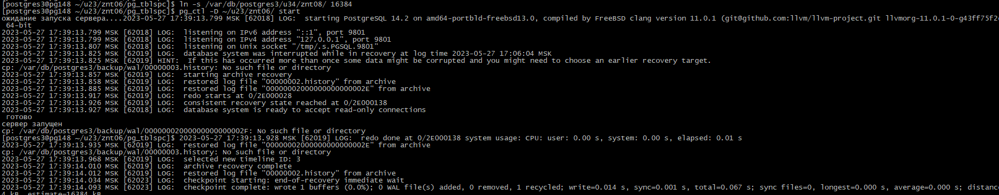 [postgres3@pg148 ~/u23/znt06/pg_tblspc]$ ln -s /var/db/postgres3/u34/znt08/ 16384
[postgres3@pg148 ~/u23/znt06/pg_tblspc]$ pg_ctl -D ~/u23/znt06/ start
ожидание запуска сервера....2023-05-27 17:39:13.799 MSK [62018] LOG:  starting PostgreSQL 14.2 on amd64-portbld-freebsd13.0, compiled by FreeBSD clang version 11.0.1 (git@github.com:llvm/llvm-project.git llvmorg-11.0.1-0-g43ff75f2c
 64-bit
2023-05-27 17:39:13.799 MSK [62018] LOG:  listening on IPv6 address "::1", port 9801
2023-05-27 17:39:13.799 MSK [62018] LOG:  listening on IPv4 address "127.0.0.1", port 9801
2023-05-27 17:39:13.807 MSK [62018] LOG:  listening on Unix socket "/tmp/.s.PGSQL.9801"
2023-05-27 17:39:13.825 MSK [62019] LOG:  database system was interrupted while in recovery at log time 2023-05-27 17:06:04 MSK
2023-05-27 17:39:13.825 MSK [62019] HINT:  If this has occurred more than once some data might be corrupted and you might need to choose an earlier recovery target.
cp: /var/db/postgres3/backup/wal/00000003.history: No such file or directory
2023-05-27 17:39:13.857 MSK [62019] LOG:  starting archive recovery
2023-05-27 17:39:13.858 MSK [62019] LOG:  restored log file "00000002.history" from archive
2023-05-27 17:39:13.885 MSK [62019] LOG:  restored log file "00000002000000000000002E" from archive
2023-05-27 17:39:13.917 MSK [62019] LOG:  redo starts at 0/2E000028
2023-05-27 17:39:13.926 MSK [62019] LOG:  consistent recovery state reached at 0/2E000138
2023-05-27 17:39:13.927 MSK [62018] LOG:  database system is ready to accept read-only connections
 готово
сервер запущен
cp: /var/db/postgres3/backup/wal/00000002000000000000002F: No such file or directory
[postgres3@pg148 ~/u23/znt06/pg_tblspc]$ 2023-05-27 17:39:13.928 MSK [62019] LOG:  redo done at 0/2E000138 system usage: CPU: user: 0.00 s, system: 0.00 s, elapsed: 0.01 s
2023-05-27 17:39:13.935 MSK [62019] LOG:  restored log file "00000002000000000000002E" from archive
cp: /var/db/postgres3/backup/wal/00000003.history: No such file or directory
2023-05-27 17:39:13.968 MSK [62019] LOG:  selected new timeline ID: 3
2023-05-27 17:39:14.010 MSK [62019] LOG:  archive recovery complete
2023-05-27 17:39:14.012 MSK [62019] LOG:  restored log file "00000002.history" from archive
2023-05-27 17:39:14.034 MSK [62023] LOG:  checkpoint starting: end-of-recovery immediate wait
2023-05-27 17:39:14.093 MSK [62023] LOG:  checkpoint complete: wrote 1 buffers (0.0%); 0 WAL file(s) added, 0 removed, 1 recycled; write=0.014 s, sync=0.001 s, total=0.067 s; sync files=0, longest=0.000 s, average=0.000 s; distanc
4 kB, estimate=16384 kB